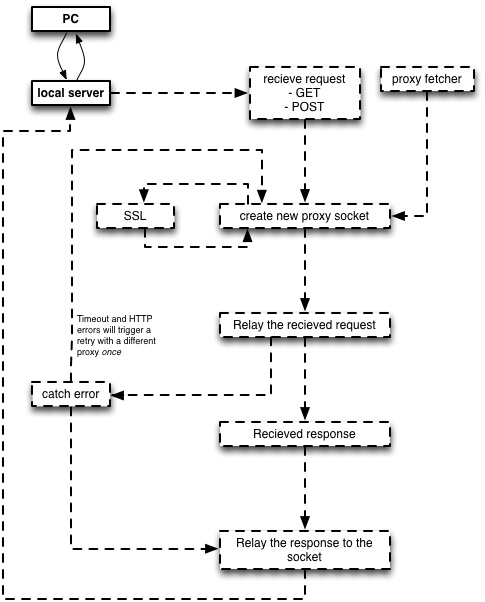 PC
local server
recieve request
- GET
- POST
proxy fetcher
SSL
create new proxy socket
Timeout and HTTP
errors will trigger a
retry with a different
proxy once
Relay the recieved request
catch error
Recieved response
Relay the response to the
socket